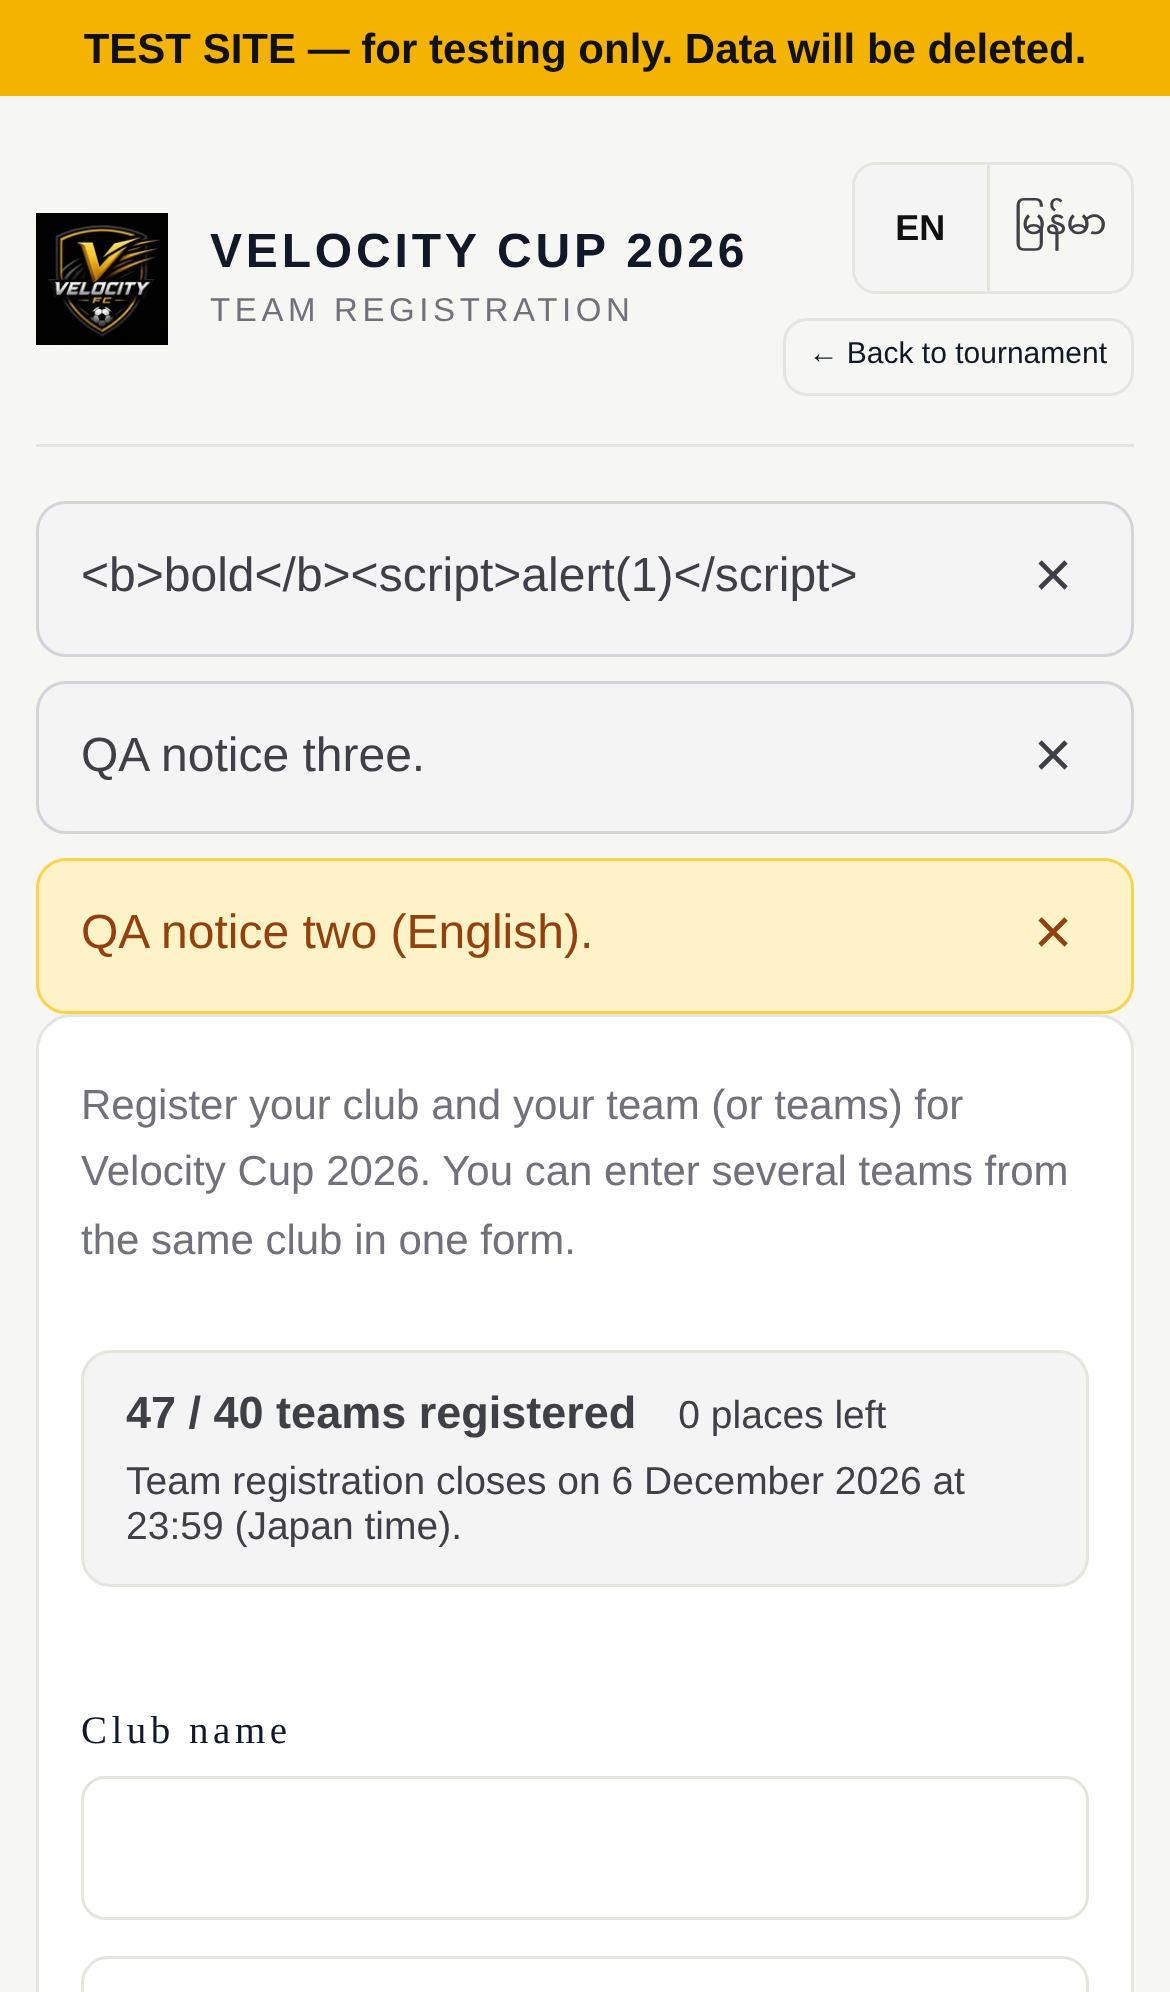 TEST SITE — for testing only. Data will be deleted.
VELOCITY
FC
VELOCITY CUP 2026
TEAM REGISTRATION
EN
မြန်မာ
← Back to tournament
<b>bold</b><script>alert(1)</script>
✕
QA notice three.
✕
QA notice two (English).
✕
Register your club and your team (or teams) for
Velocity Cup 2026. You can enter several teams from
the same club in one form.
47 / 40 teams registered 0 places left
Team registration closes on 6 December 2026 at
23:59 (Japan time).
Club name